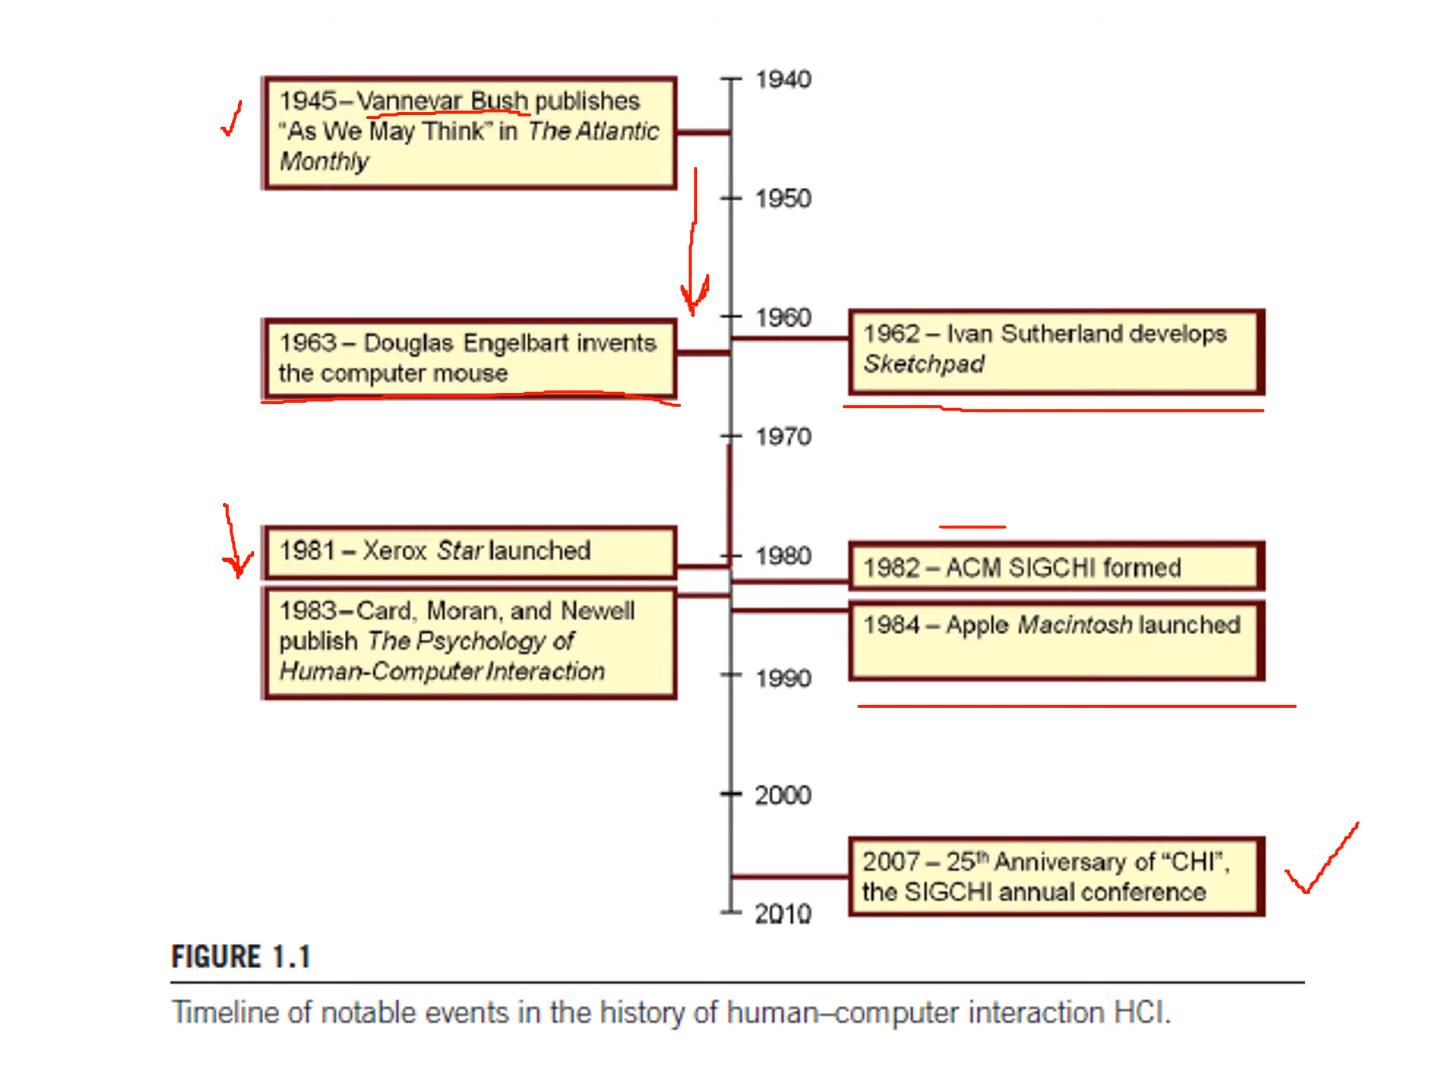 1940
1945–Vannevar Bush publishes
“As We May Think” in The Atlantic
Monthly
1950
1960
1962 – Ivan Sutherland develops
Sketchpad
1963 – Douglas Engelbart invents
the computer mouse
1970
1980
1981 – Xerox Star launched
1982 – ACM SIGCHI formed
1983–Card, Moran, and Newell
publish The Psychology of
Human-Computer Interaction
1984 – Apple Macintosh launched
1990
2000
2007 – 25th Anniversary of “CHI”,
the SIGCHI annual conference
2010
FIGURE 1.1
Timeline of notable events in the history of human–computer interaction HCI.